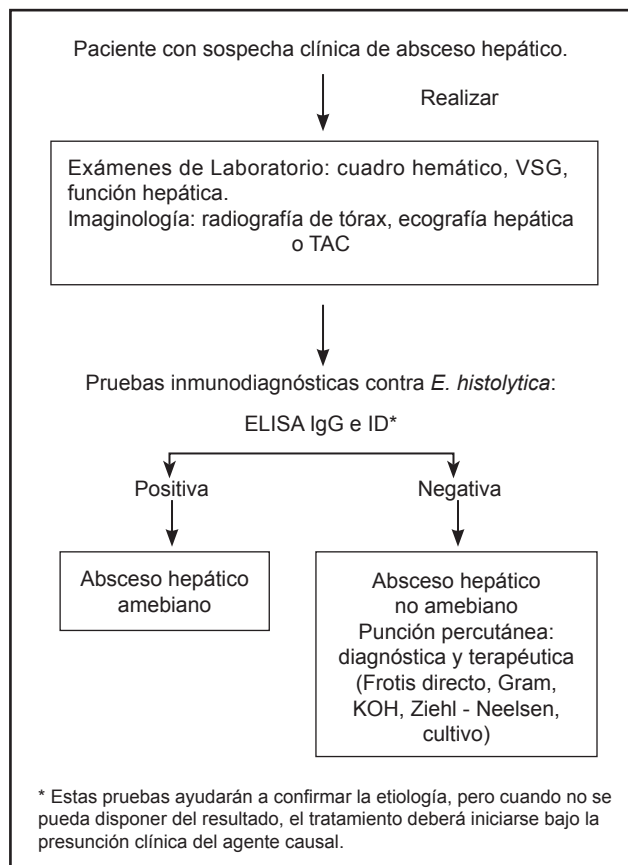 Paciente con sospecha clínica de absceso hepático.
Realizar
Exámenes de Laboratorio: cuadro hemático, VSG,
función hepática.
Imaginología: radiografía de tórax, ecografía hepática
o TAC
Pruebas inmunodiagnósticas contra E. histolytica:
ELISA IgG e ID*
Positiva
Negativa
Absceso hepático
amebiano
Absceso hepático
no amebiano
Punción percutánea:
diagnóstica y terapéutica
(Frotis directo, Gram,
KOH, Ziehl - Neelsen,
cultivo)
* Estas pruebas ayudarán a confirmar la etiología, pero cuando no se
pueda disponer del resultado, el tratamiento deberá iniciarse bajo la
presunción clínica del agente causal.